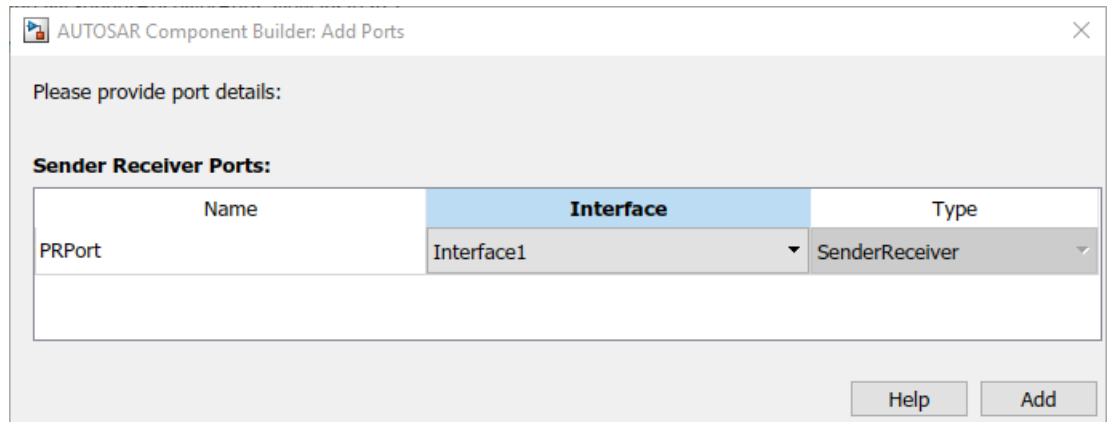 AUTOSAR Component Builder: Add Ports
Please provide port details:
Sender Receiver Ports:
Name Interface Type
PRPort Interface1 SenderReceiver
Help Add